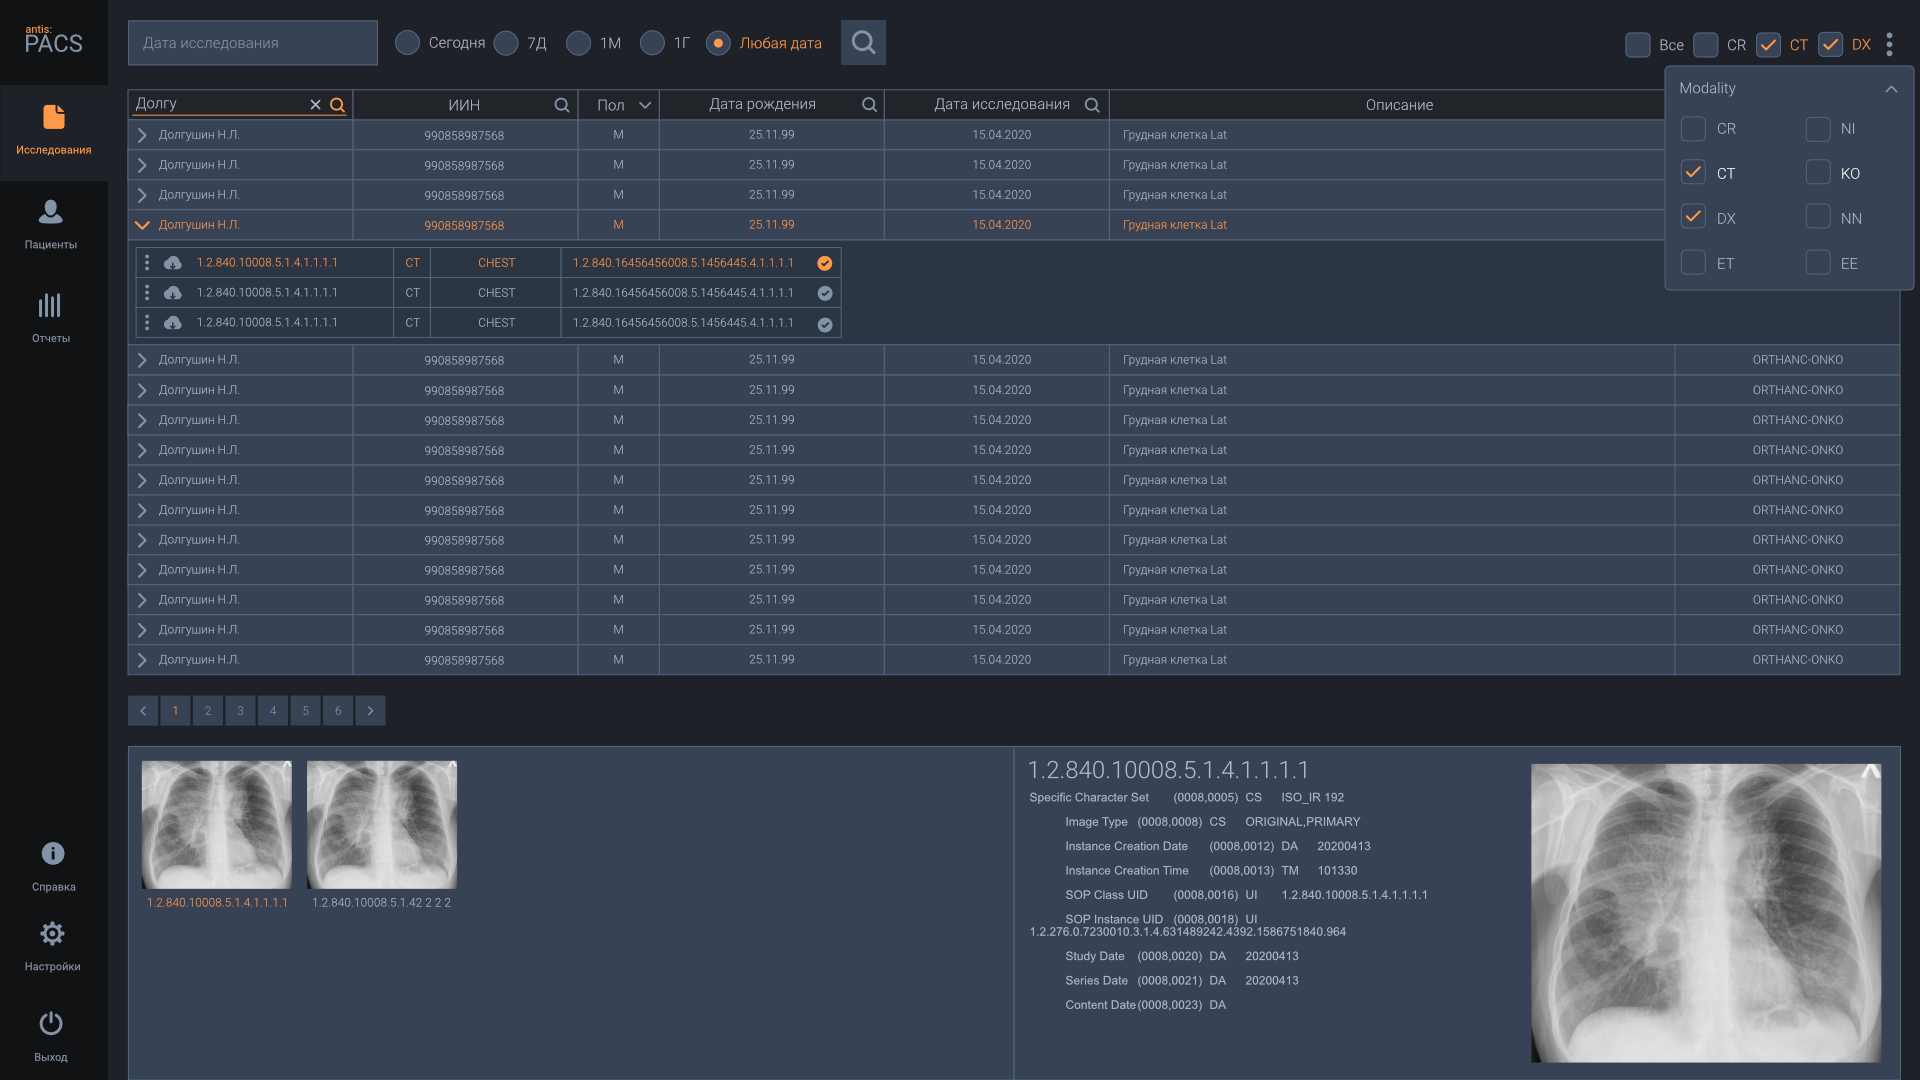 antis:
PACS
Исследования
Пациенты
Отчеты
Справка
Настройки
Выход
Дата исследования
Сегодня 7Д 1М 1Г Любая дата
Все CR CT DX
Modality
CR NI
CT KO
DX NN
ET EE
Долгу ИИН Пол Дата рождения Дата исследования Описание
Долгушин Н.Л. 990858987568 М 25.11.99 15.04.2020 Грудная клетка Lat
Долгушин Н.Л. 990858987568 М 25.11.99 15.04.2020 Грудная клетка Lat
Долгушин Н.Л. 990858987568 М 25.11.99 15.04.2020 Грудная клетка Lat
Долгушин Н.Л. 990858987568 М 25.11.99 15.04.2020 Грудная клетка Lat
1.2.840.10008.5.1.4.1.1.1.1 CT CHEST 1.2.840.16456456008.5.1456445.4.1.1.1.1
1.2.840.10008.5.1.4.1.1.1.1 CT CHEST 1.2.840.16456456008.5.1456445.4.1.1.1.1
1.2.840.10008.5.1.4.1.1.1.1 CT CHEST 1.2.840.16456456008.5.1456445.4.1.1.1.1
Долгушин Н.Л. 990858987568 М 25.11.99 15.04.2020 Грудная клетка Lat ORTHANC-ONKO
Долгушин Н.Л. 990858987568 М 25.11.99 15.04.2020 Грудная клетка Lat ORTHANC-ONKO
Долгушин Н.Л. 990858987568 М 25.11.99 15.04.2020 Грудная клетка Lat ORTHANC-ONKO
Долгушин Н.Л. 990858987568 М 25.11.99 15.04.2020 Грудная клетка Lat ORTHANC-ONKO
Долгушин Н.Л. 990858987568 М 25.11.99 15.04.2020 Грудная клетка Lat ORTHANC-ONKO
Долгушин Н.Л. 990858987568 М 25.11.99 15.04.2020 Грудная клетка Lat ORTHANC-ONKO
Долгушин Н.Л. 990858987568 М 25.11.99 15.04.2020 Грудная клетка Lat ORTHANC-ONKO
Долгушин Н.Л. 990858987568 М 25.11.99 15.04.2020 Грудная клетка Lat ORTHANC-ONKO
Долгушин Н.Л. 990858987568 М 25.11.99 15.04.2020 Грудная клетка Lat ORTHANC-ONKO
Долгушин Н.Л. 990858987568 М 25.11.99 15.04.2020 Грудная клетка Lat ORTHANC-ONKO
Долгушин Н.Л. 990858987568 М 25.11.99 15.04.2020 Грудная клетка Lat ORTHANC-ONKO
1 2 3 4 5 6
1.2.840.10008.5.1.4.1.1.1.1 1.2.840.10008.5.1.42 2 2 2
1.2.840.10008.5.1.4.1.1.1.1
Specific Character Set (0008,0005) CS ISO_IR 192
Image Type (0008,0008) CS ORIGINAL,PRIMARY
Instance Creation Date (0008,0012) DA 20200413
Instance Creation Time (0008,0013) TM 101330
SOP Class UID (0008,0016) UI 1.2.840.10008.5.1.4.1.1.1.1
SOP Instance UID (0008,0018) UI
1.2.276.0.7230010.3.1.4.631489242.4392.1586751840.964
Study Date (0008,0020) DA 20200413
Series Date (0008,0021) DA 20200413
Content Date(0008,0023) DA